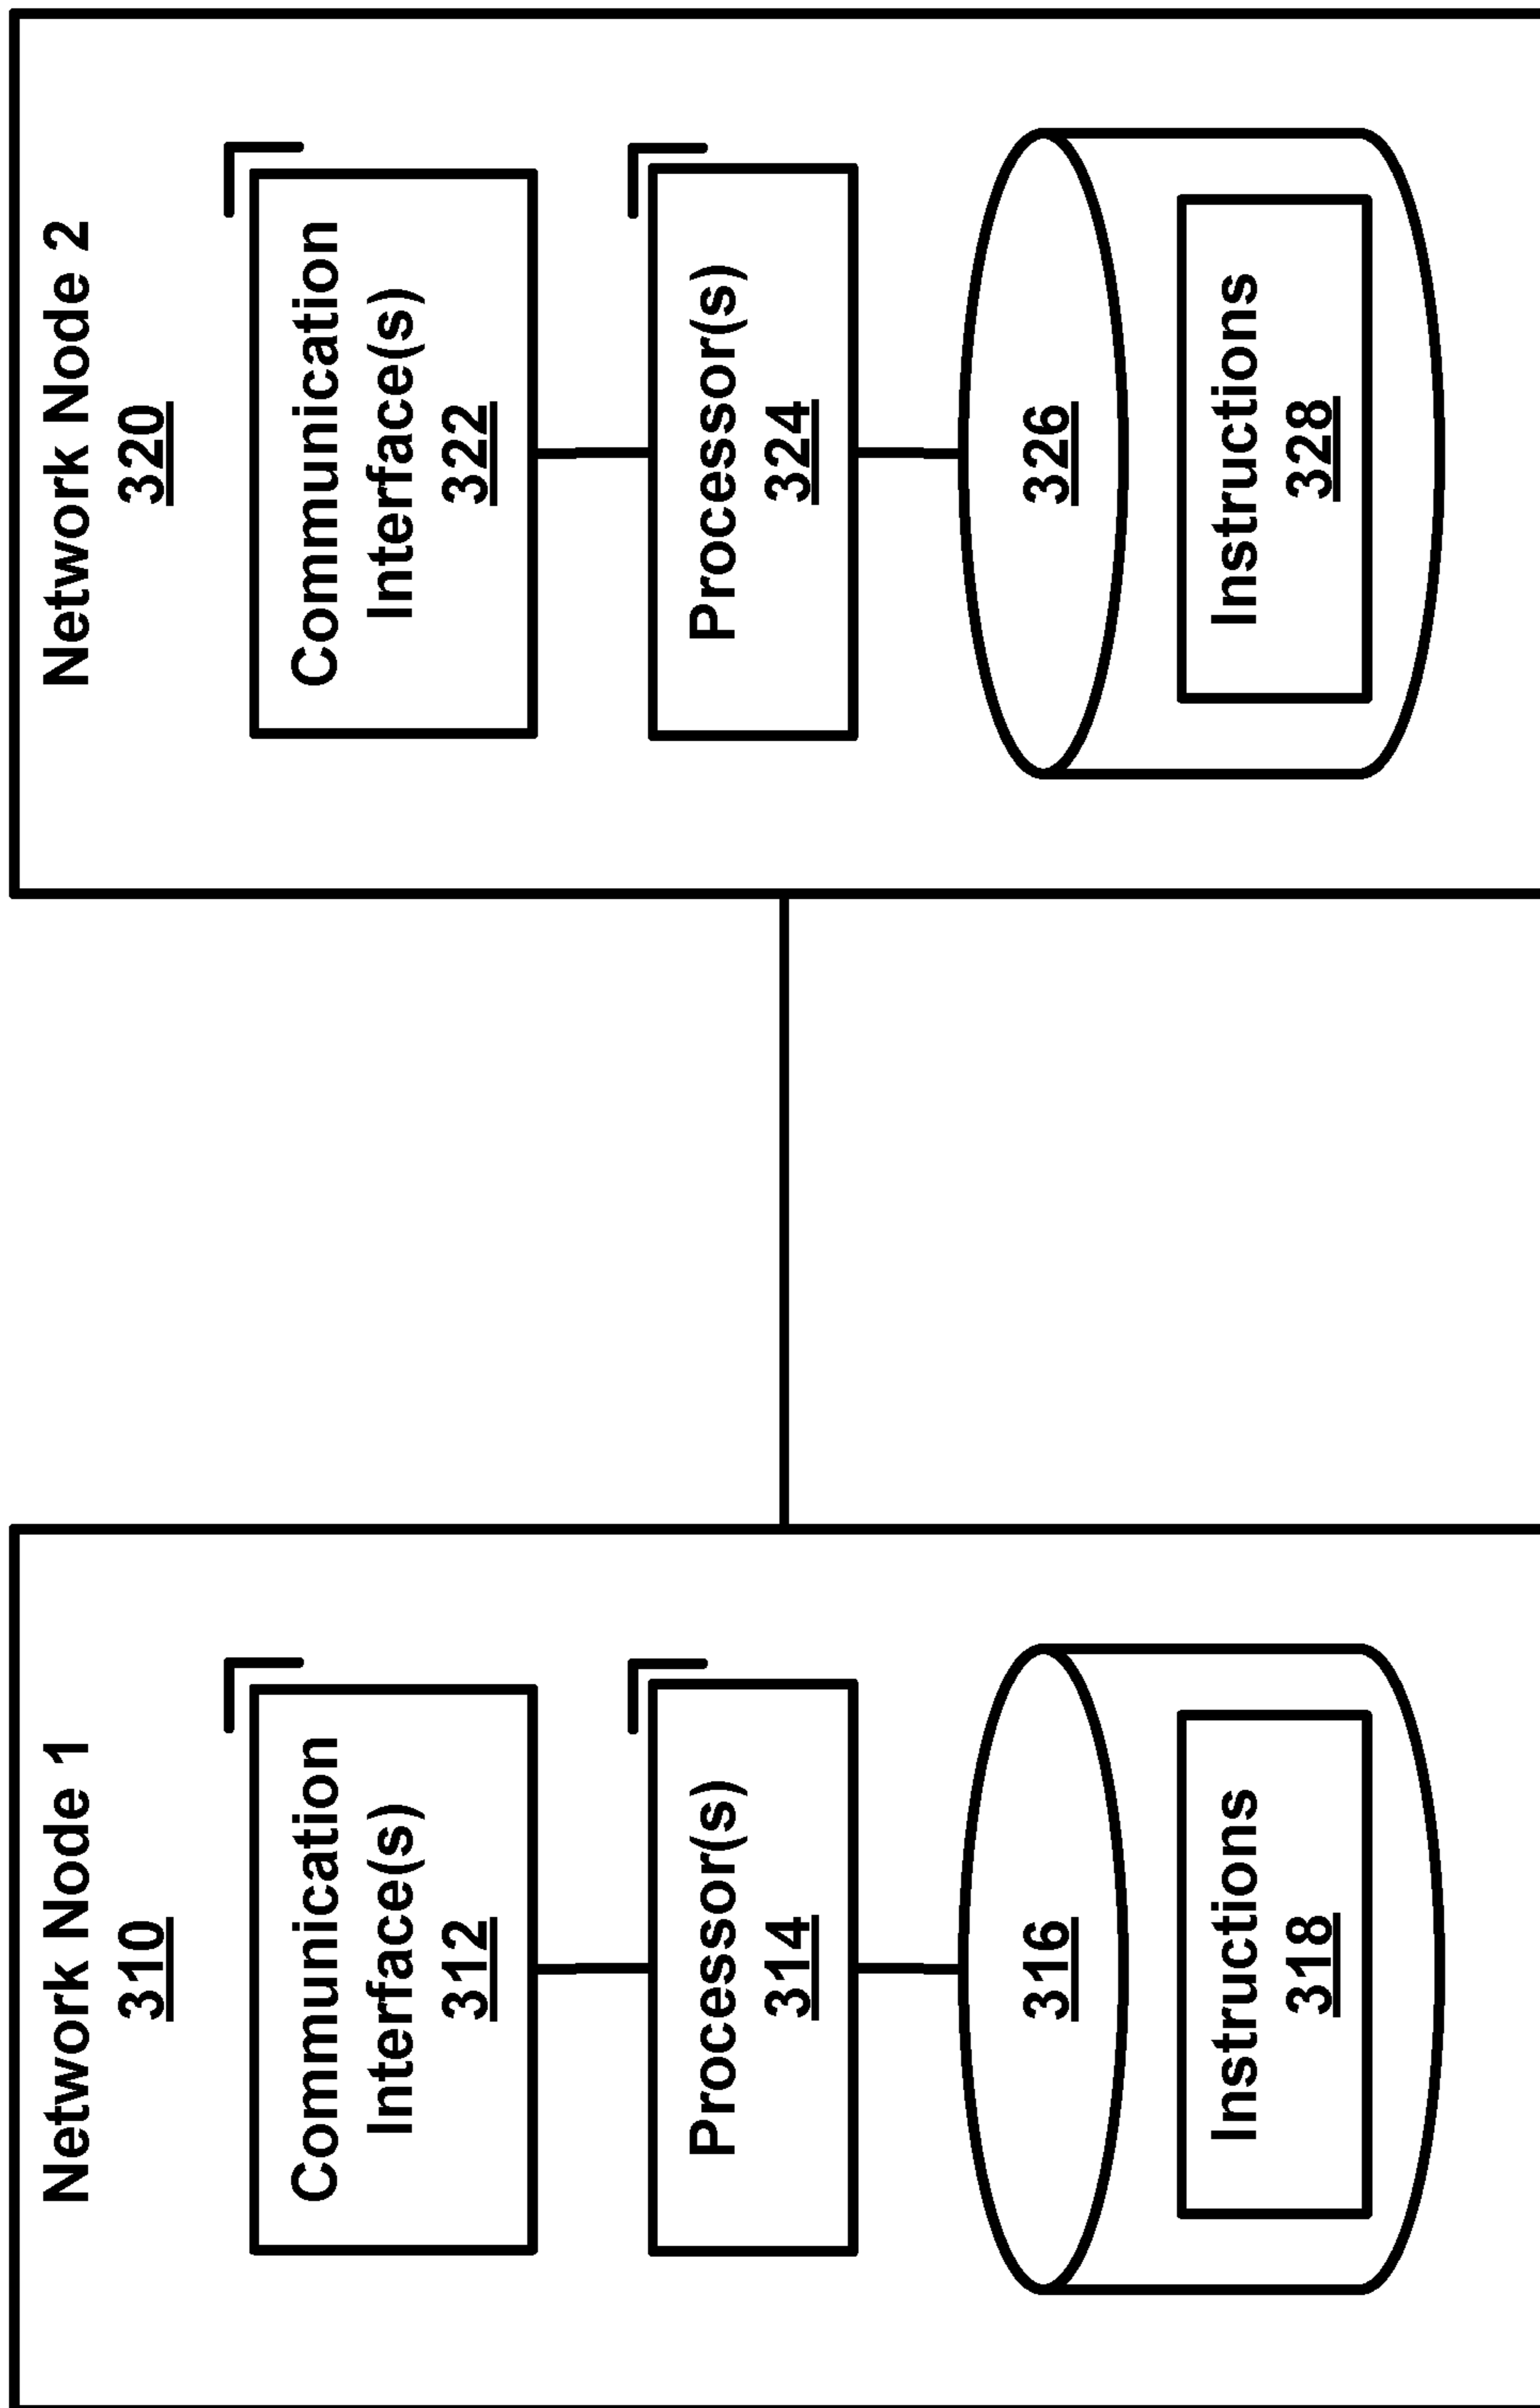 Network Node 1
310
Communication
Interface(s)
312
Processor(s)
314
316
Instructions
318
Network Node 2
320
Communication
Interface(s)
322
Processor(s)
324
326
Instructions
328